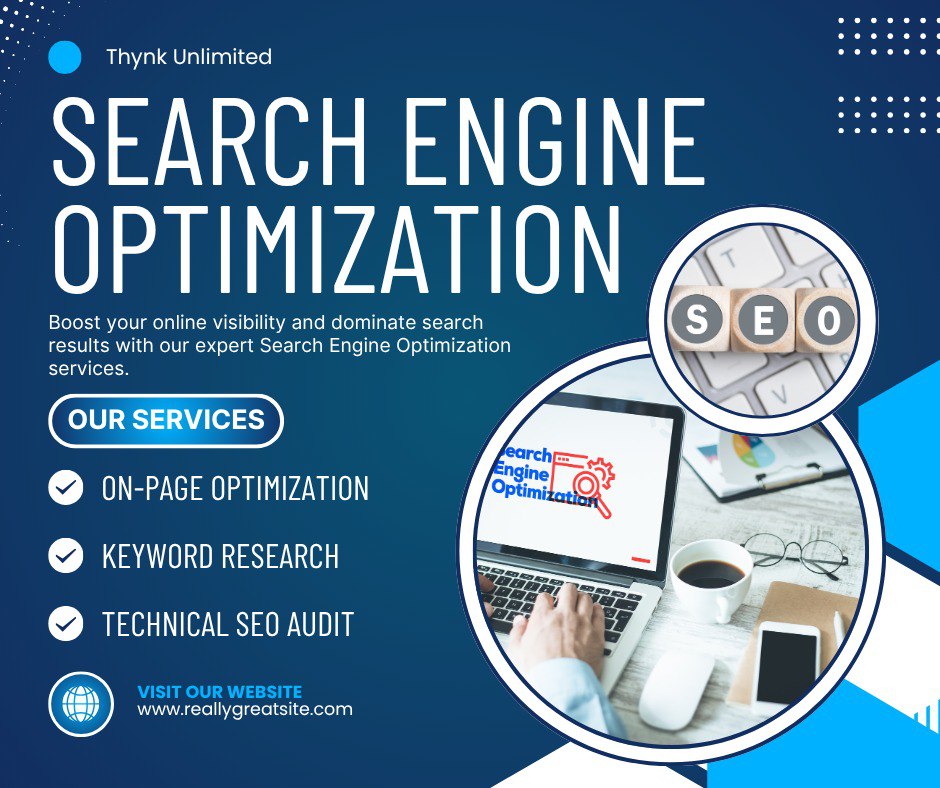 Thynk Unlimited
SEARCH ENGINE
OPTIMIZATION
Boost your online visibility and dominate search
results with our expert Search Engine Optimization
services.
OUR SERVICES
ON-PAGE OPTIMIZATION
KEYWORD RESEARCH
TECHNICAL SEO AUDIT
VISIT OUR WEBSITE
www.reallygreatsite.com
T
S E O
V
earch
Engine
Optimization